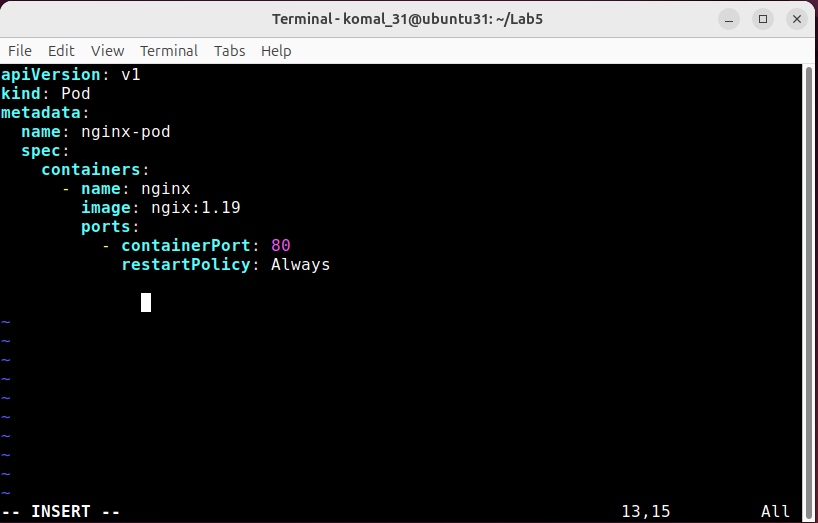 Terminal - komal_31@ubuntu31: ~/Lab5
File Edit View Terminal Tabs Help
apiVersion: v1
kind: Pod
metadata:
  name: nginx-pod
  spec:
    containers:
      - name: nginx
        image: ngix:1.19
        ports:
          - containerPort: 80
            restartPolicy: Always
~
~
~
~
~
~
~
~
~
~
-- INSERT -- 13,15 All